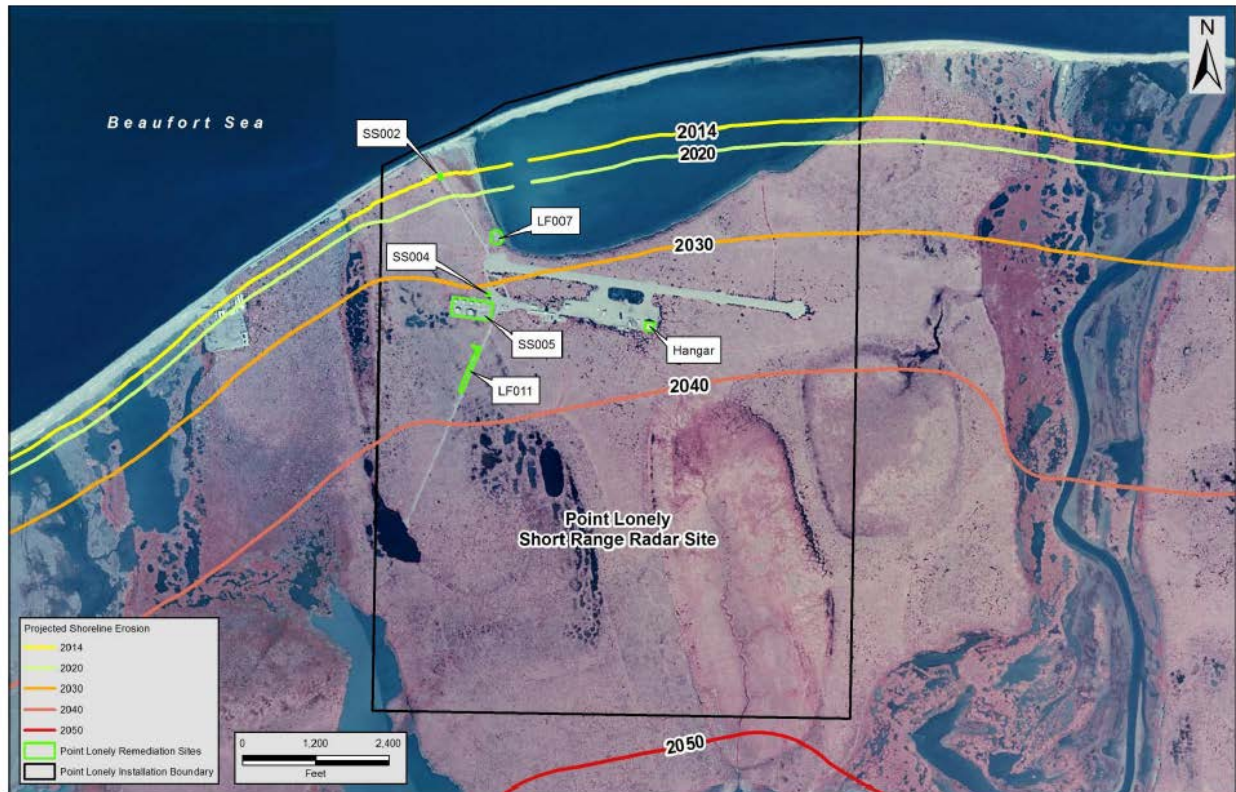 N
Beaufort Sea
SS002
2014
2020
LF007
2030
SS004
SS005
Hangar
LF011
2040
Point Lonely
Short Range Radar Site
2050
Projected Shoreline Erosion
2014
2020
2030
2040
2050
Point Lonely Remediation Sites
Point Lonely Installation Boundary
0 1,200 2,400
Feet